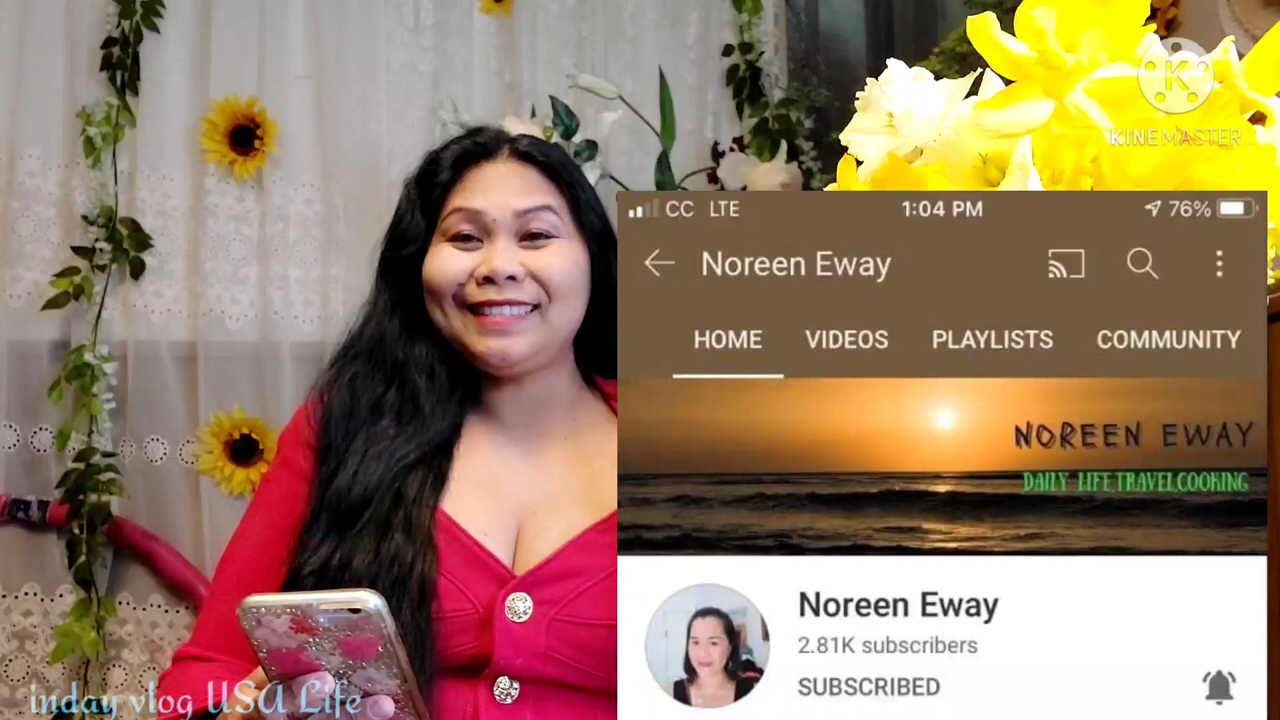 K
KINEMASTER
CC LTE 1:04 PM 76%
Noreen Eway
HOME VIDEOS PLAYLISTS COMMUNITY
NOREEN EWAY
DAILY LIFE,TRAVEL,COOKING
Noreen Eway
2.81K subscribers
SUBSCRIBED
inday vlog USA Life